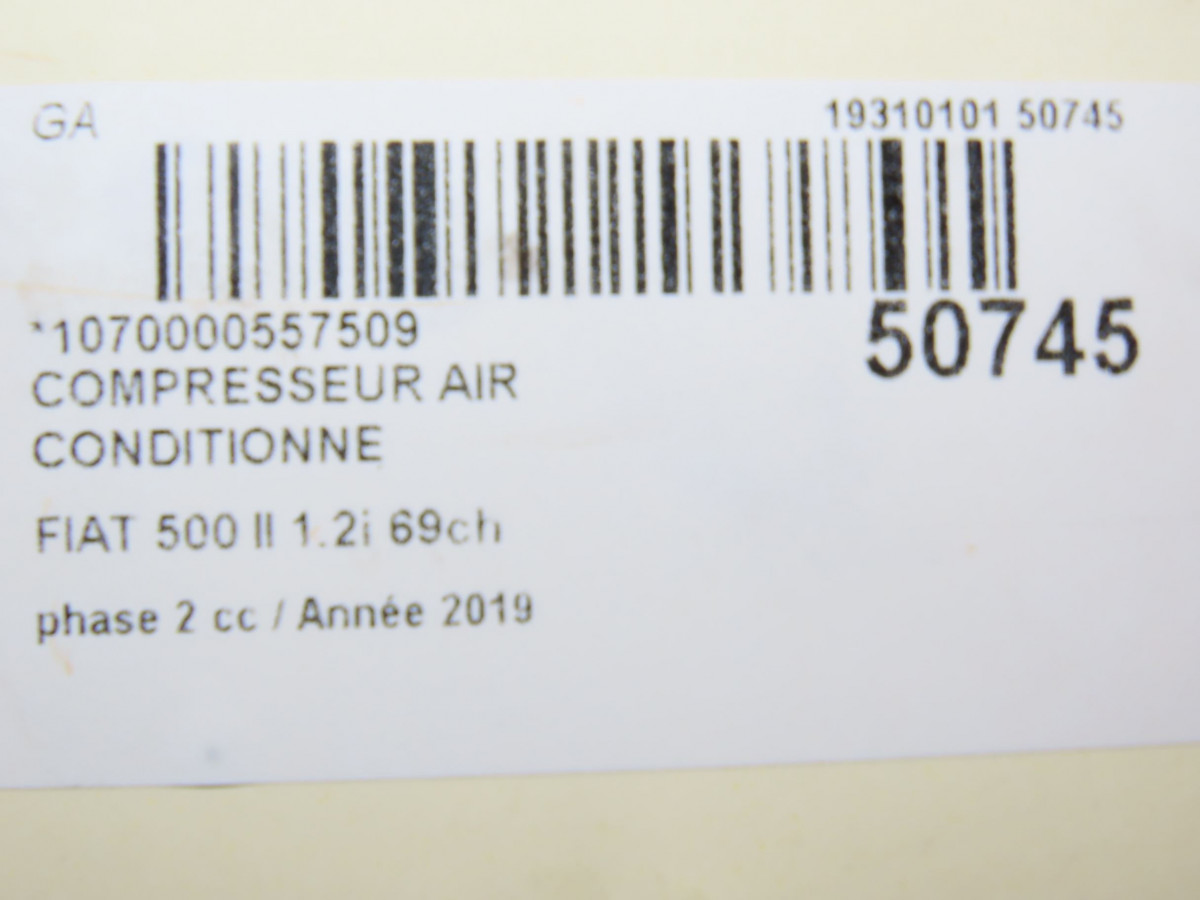 GA
19310101 50745
*1070000557509
50745
COMPRESSEUR AIR
CONDITIONNE
FIAT 500 II 1.2i 69ch
phase 2 cc / Année 2019